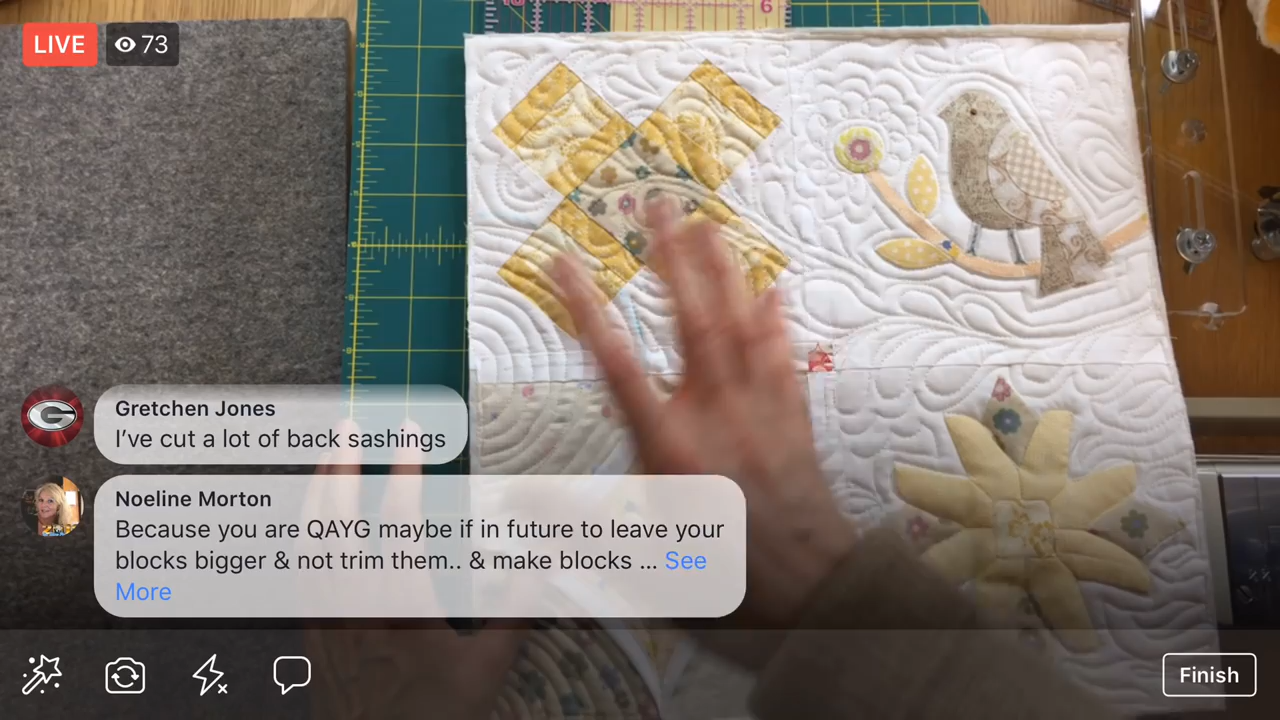 LIVE
73
6
Gretchen Jones
I've cut a lot of back sashings
Noeline Morton
Because you are QAYG maybe if in future to leave your
blocks bigger & not trim them.. & make blocks ... See
More
G
Finish